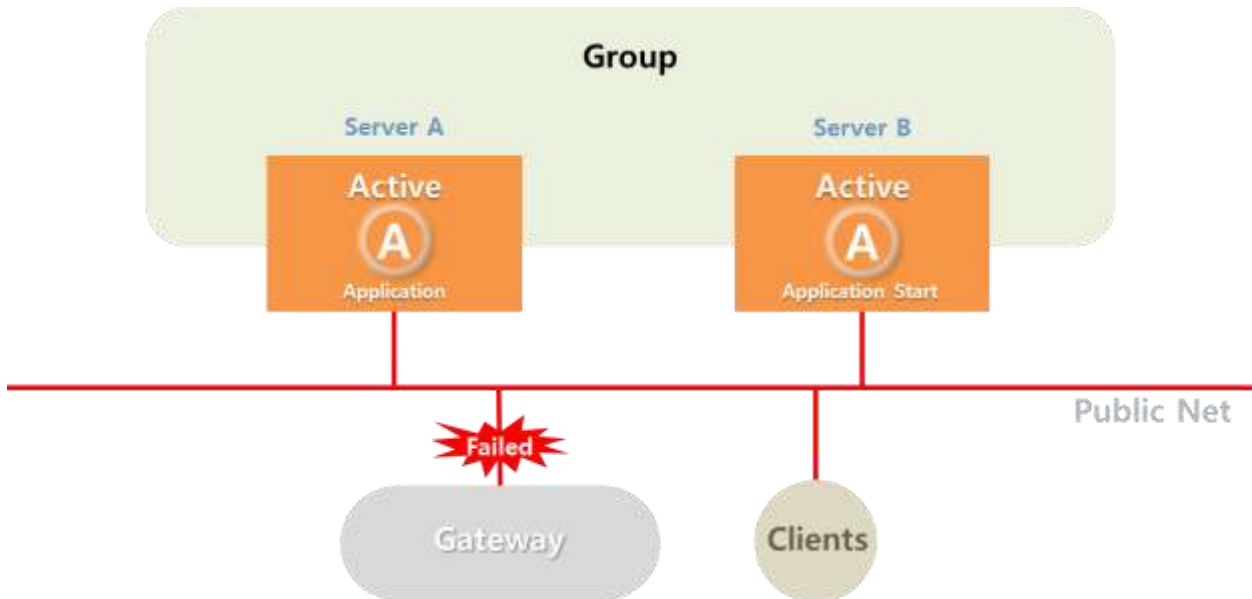 Group
Server A
Server B
Active
A
Application
Active
A
Application Start
Public Net
Failed
Gateway
Clients